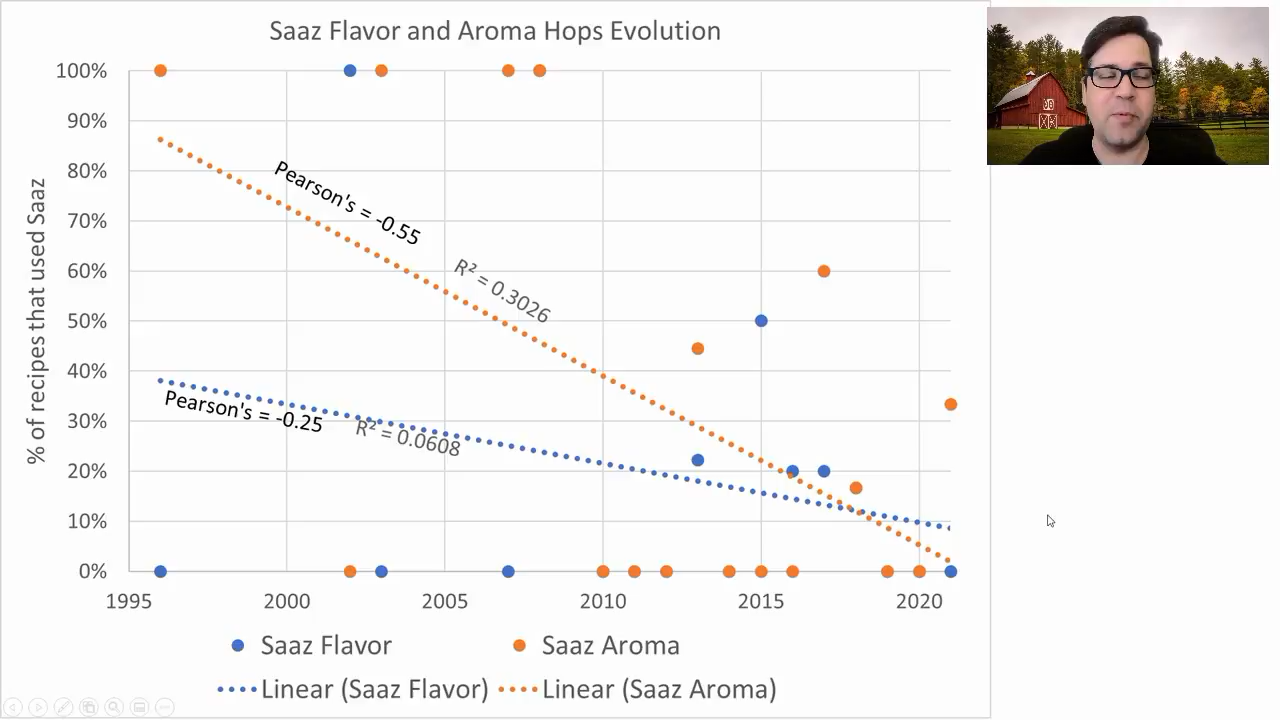 Saaz Flavor and Aroma Hops Evolution
% of recipes that used Saaz
100%
90%
80%
70%
60%
50%
40%
30%
20%
10%
0%
Pearson's = -0.55
R² = 0.3026
Pearson's = -0.25
R² = 0.0608
1995 2000 2005 2010 2015 2020
Saaz Flavor Saaz Aroma
Linear (Saaz Flavor) Linear (Saaz Aroma)